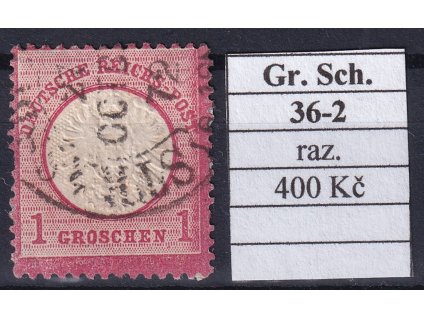 DEUTSCHE REICHS-POST
1 GROSCHEN 1
Gr. Sch.
36-2
raz.
400 Kč